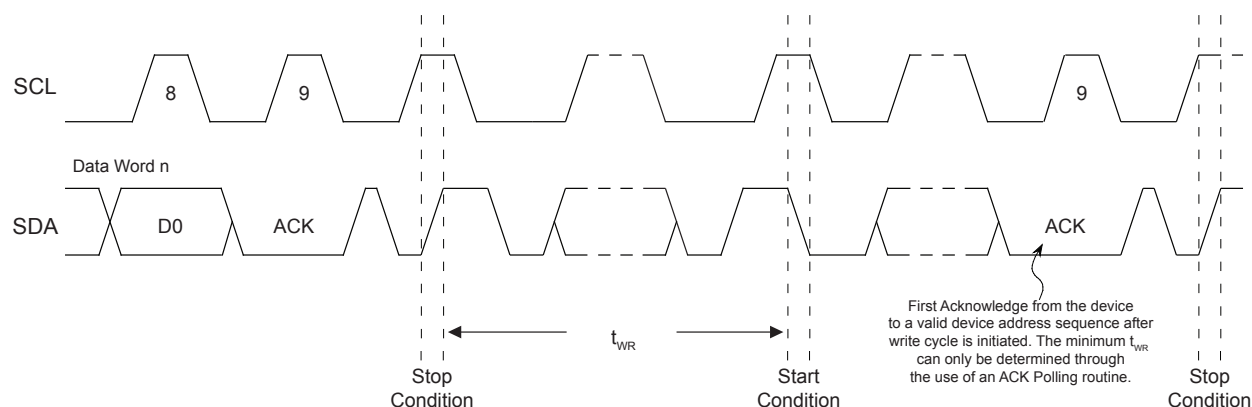 SCL
8
9
9
Data Word n
SDA
D0
ACK
ACK
First Acknowledge from the device
to a valid device address sequence after
write cycle is initiated. The minimum tWR
can only be determined through
the use of an ACK Polling routine.
tWR
Stop
Condition
Start
Condition
Stop
Condition